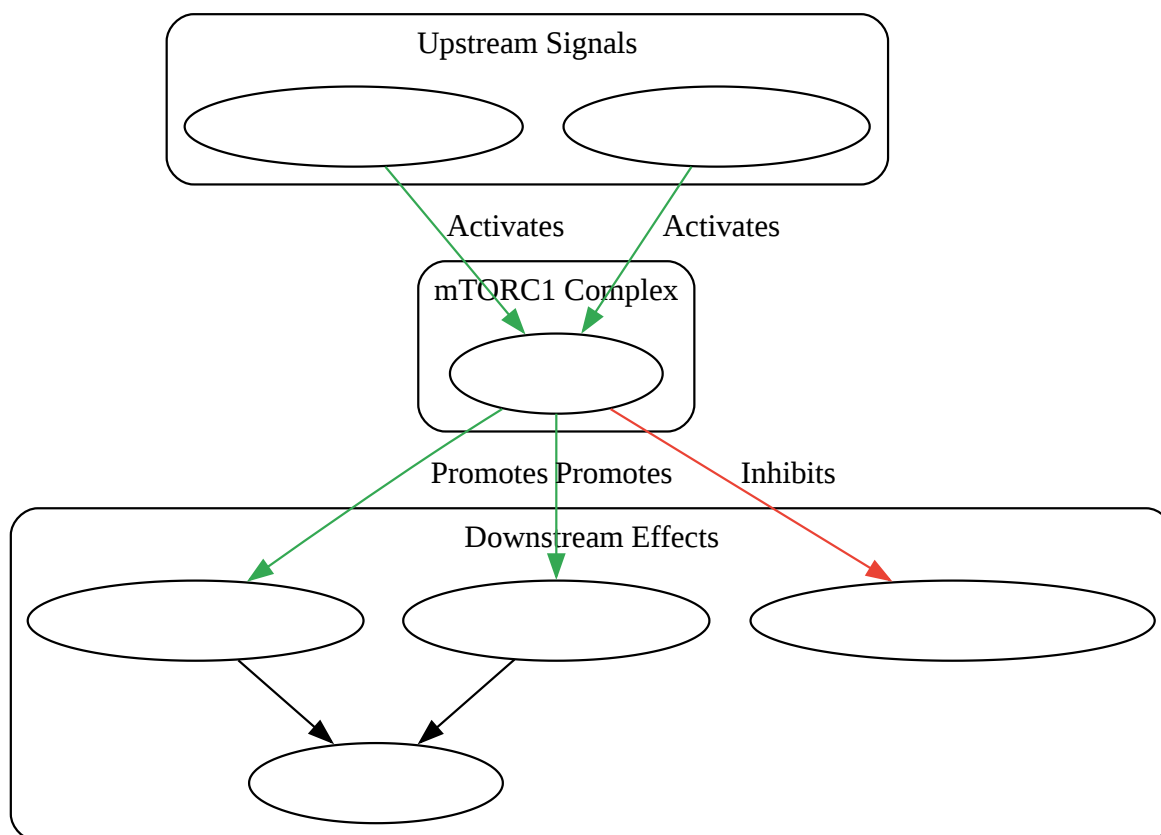 Upstream Signals
Activates
Activates
mTORC1 Complex
Promotes
Promotes
Inhibits
Downstream Effects